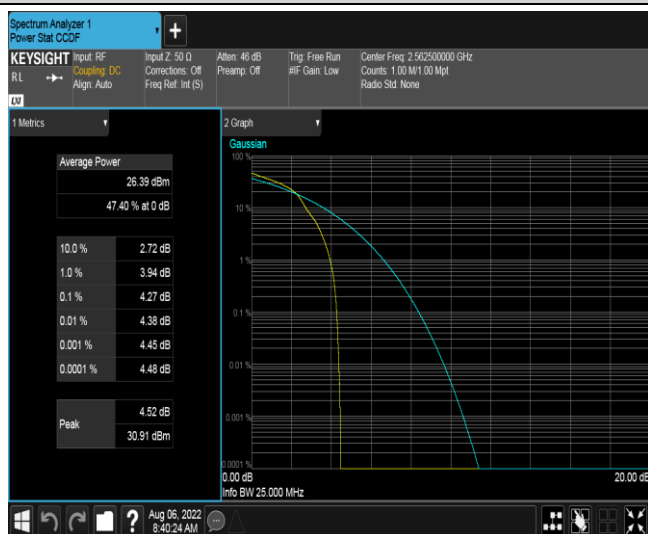 Spectrum Analyzer 1
Power Stat CCDF
+
KEYSIGHT
RL
LXI
Input: RF
Coupling: DC
Align: Auto
Input Z: 50 Ω
Corrections: Off
Freq Ref: Int (S)
Atten: 46 dB
Preamp: Off
Trig: Free Run
#IF Gain: Low
Center Freq: 2.562500000 GHz
Counts: 1.00 M/1.00 Mpt
Radio Std: None
1 Metrics
Average Power
26.39 dBm
47.40 % at 0 dB
10.0 % 2.72 dB
1.0 % 3.94 dB
0.1 % 4.27 dB
0.01 % 4.38 dB
0.001 % 4.45 dB
0.0001 % 4.48 dB
Peak
4.52 dB
30.91 dBm
2 Graph
Gaussian
100 %
10 %
1 %
0.1 %
0.01 %
0.001 %
0.0001 %
0.00 dB 20.00 dB
Info BW 25.000 MHz
?
Aug 06, 2022
8:40:24 AM